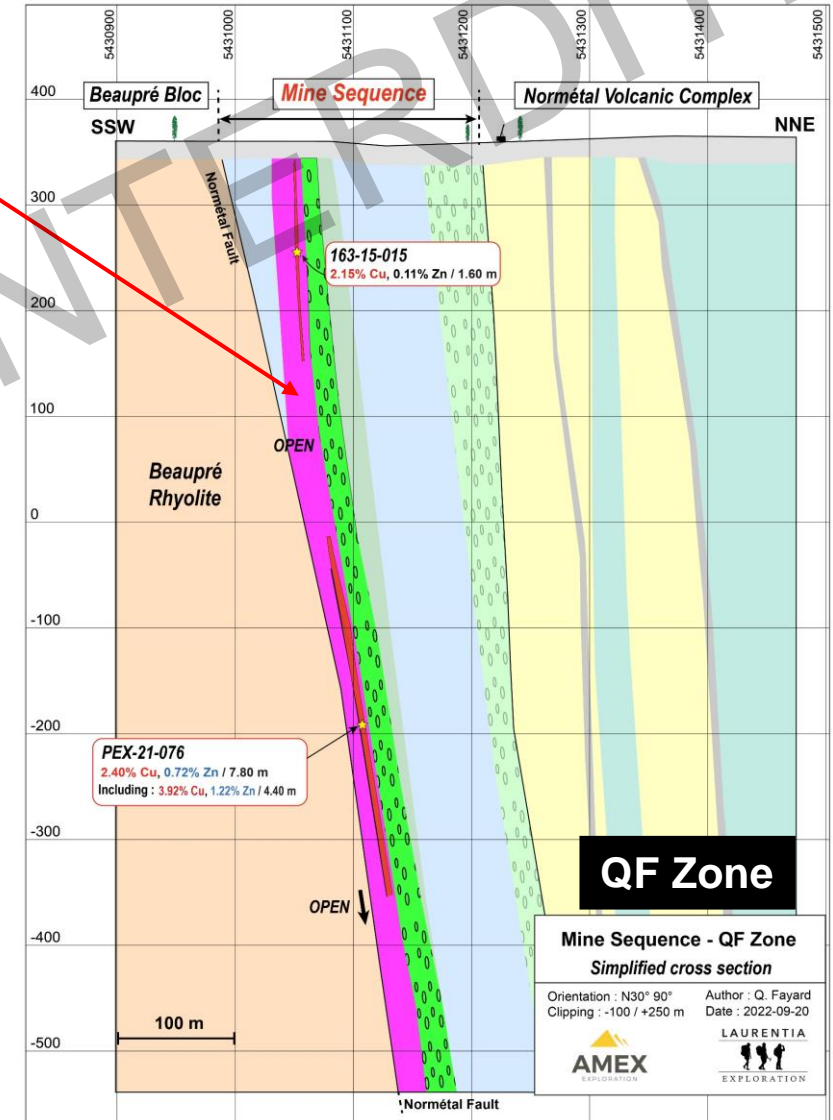 5430900
5431000
5431100
5431200
5431300
5431400
5431500
400
Beaupré Bloc
Mine Sequence
Normétal Volcanic Complex
SSW
NNE
300
Normétal Fault
163-15-015
2.15% Cu, 0.11% Zn / 1.60 m
200
100
OPEN
Beaupré
Rhyolite
0
-100
-200
PEX-21-076
2.40% Cu, 0.72% Zn / 7.80 m
Including : 3.92% Cu, 1.22% Zn / 4.40 m
-300
QF Zone
OPEN
-400
Mine Sequence - QF Zone
Simplified cross section
Orientation : N30° 90°
Clipping : -100 / +250 m
Author : Q. Fayard
Date : 2022-09-20
100 m
AMEX
EXPLORATION
LAURENTIA
EXPLORATION
-500
Normétal Fault
NTERDIT